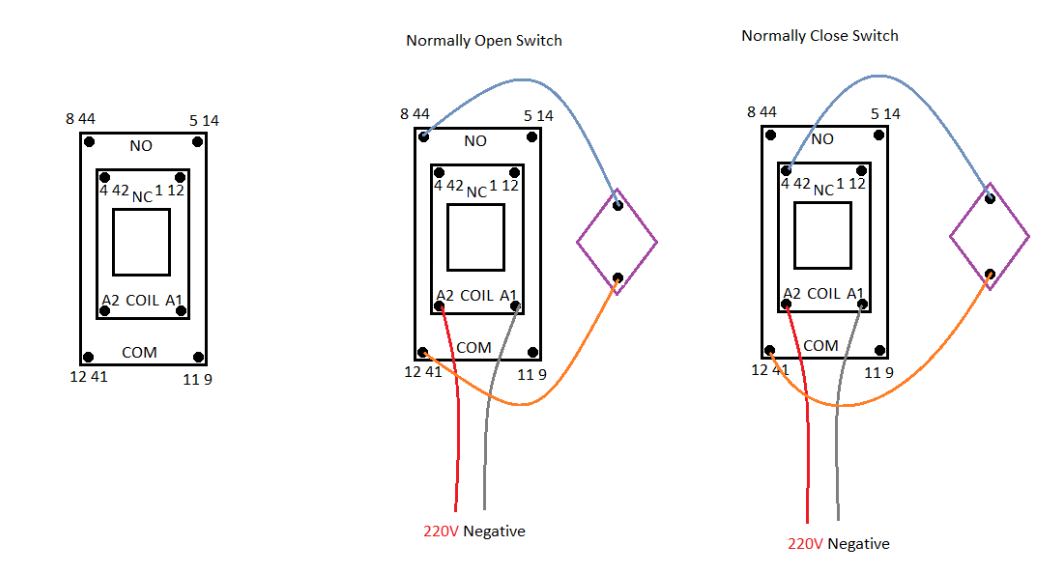 Normally Open Switch
Normally Close Switch
8 44
5 14
NO
4 42
NC
1 12
A2 COIL A1
COM
12 41
11 9
8 44
5 14
NO
4 42
NC
1 12
A2 COIL A1
COM
12 41
11 9
220V Negative
8 44
5 14
NO
4 42
NC
1 12
A2 COIL A1
COM
12 41
11 9
220V Negative